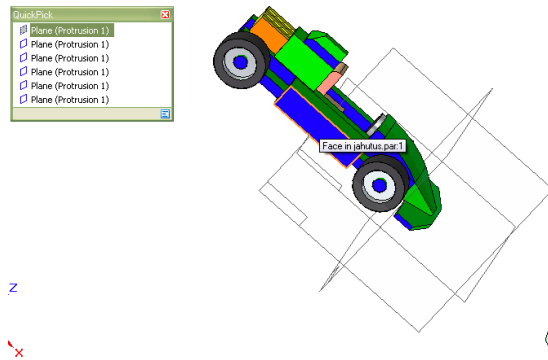 QuickPick
Plane (Protrusion 1)
Plane (Protrusion 1)
Plane (Protrusion 1)
Plane (Protrusion 1)
Plane (Protrusion 1)
Plane (Protrusion 1)
Face in jahutus.par:1
Z
X